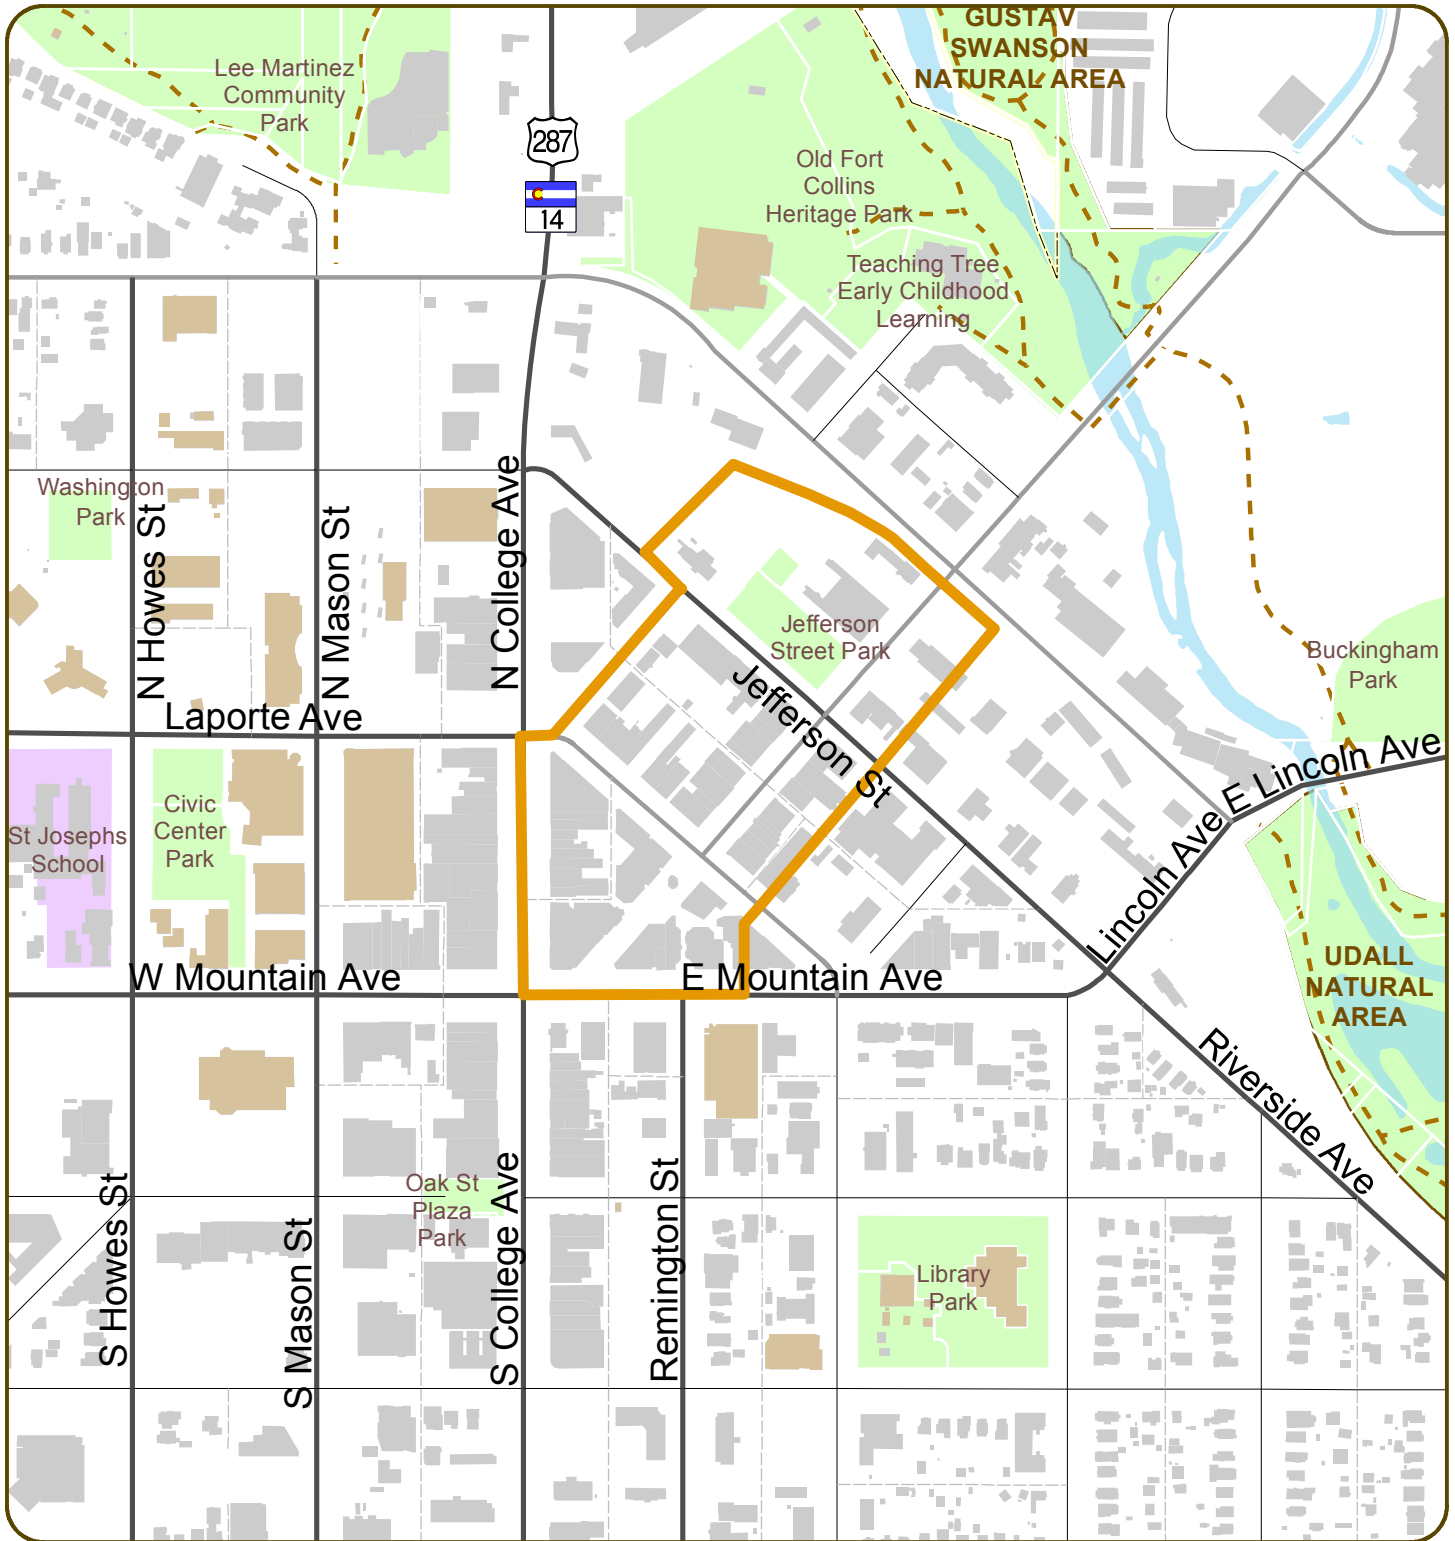 GUSTAV
SWANSON
NATURAL AREA
Lee Martinez
Community
Park
287
14
Old Fort
Collins
Heritage Park
Teaching Tree
Early Childhood
Learning
Washington
Park
N Howes St
N Mason St
N College Ave
Jefferson
Street Park
Jefferson St
Buckingham
Park
Laporte Ave
E Lincoln Ave
Lincoln Ave
St Josephs
School
Civic
Center
Park
W Mountain Ave
E Mountain Ave
UDALL
NATURAL
AREA
Riverside Ave
S Howes St
S Mason St
Oak St
Plaza
Park
S College Ave
Remington St
Library
Park